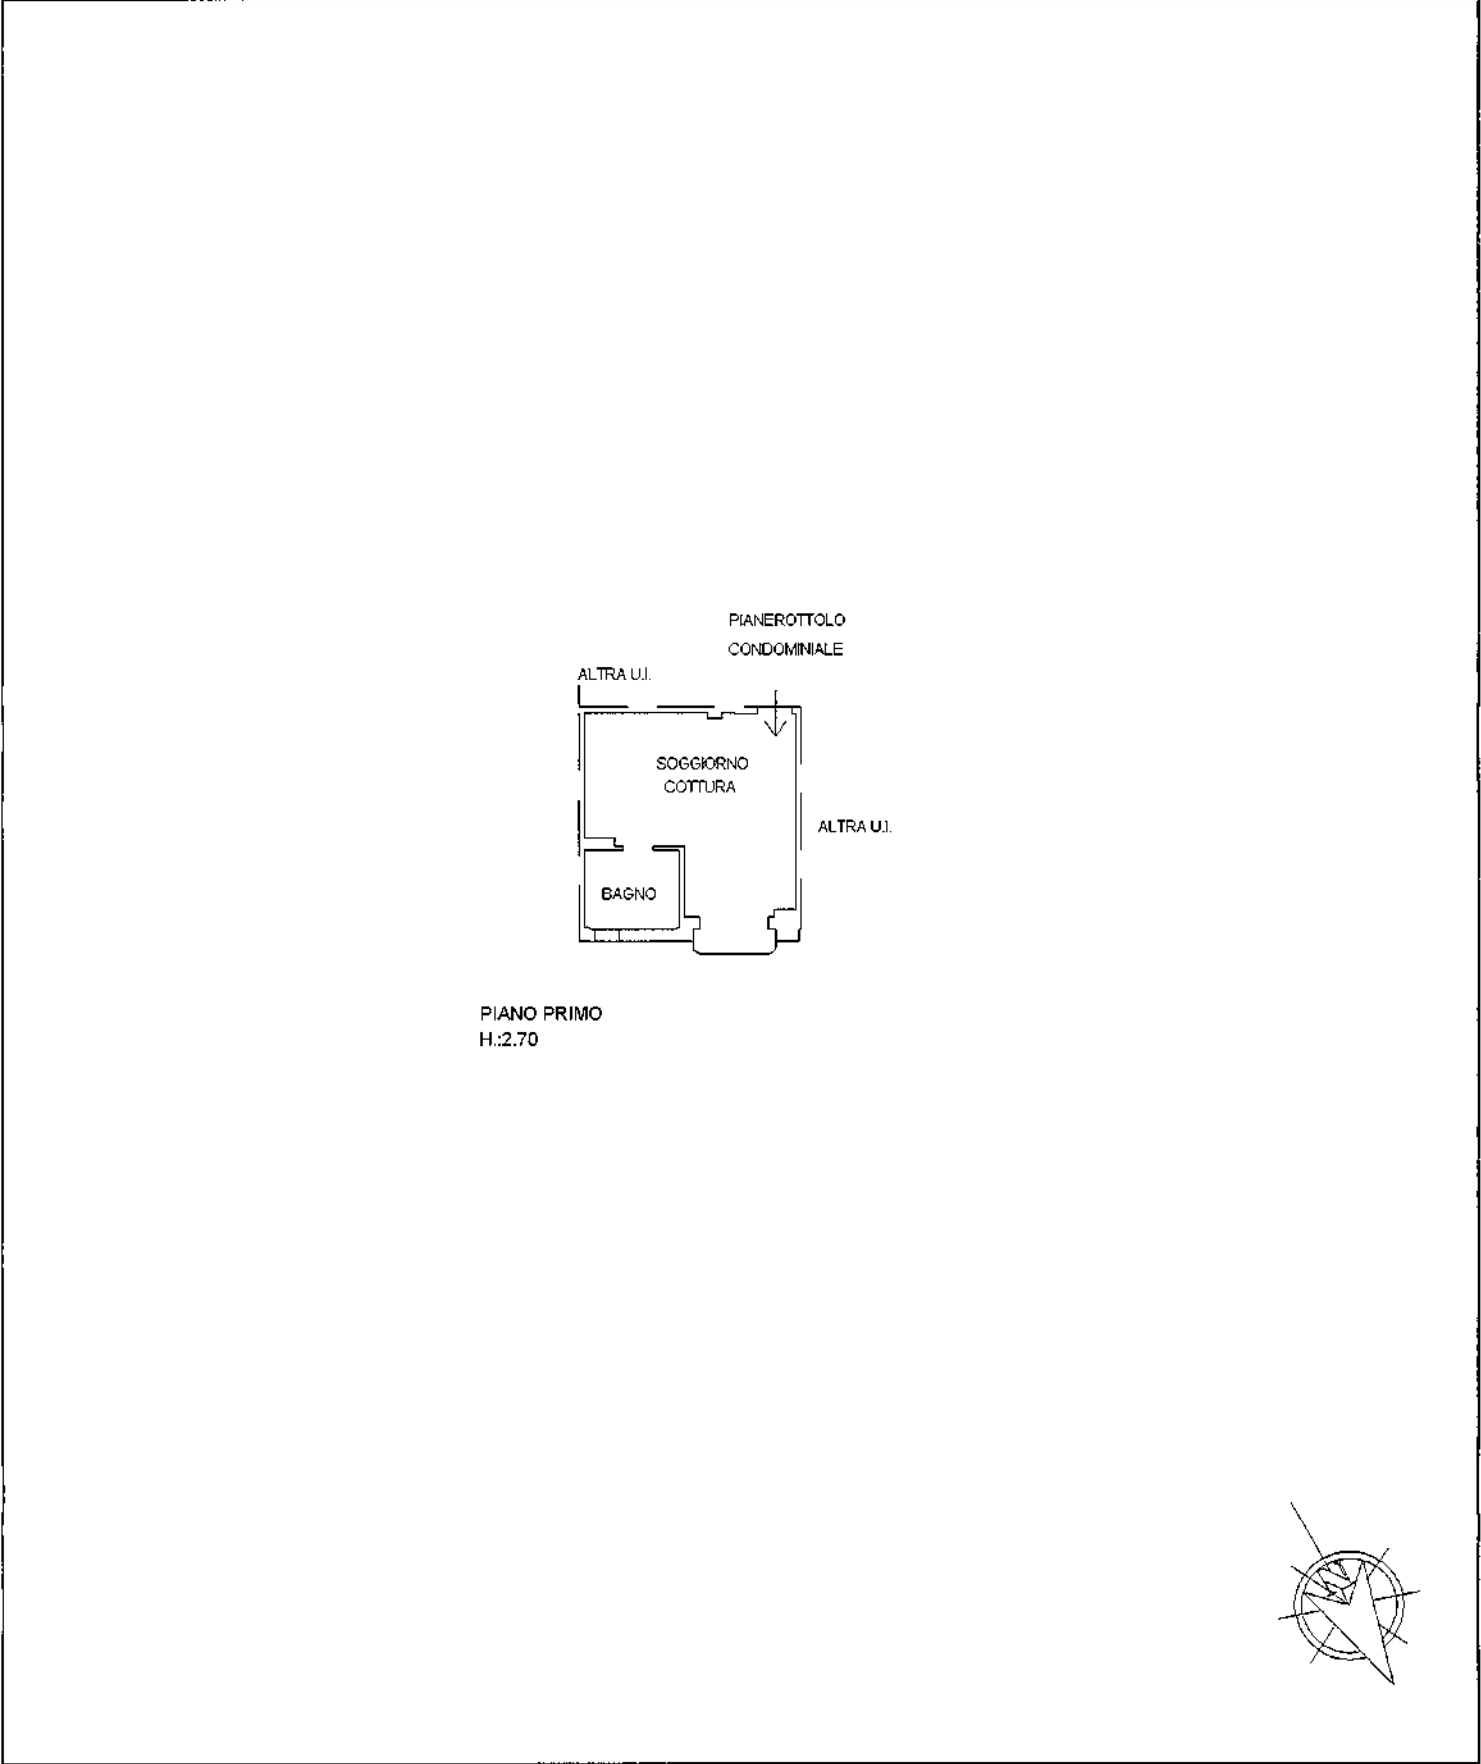 PIANEROTTOLO
CONDOMINIALE
ALTRA U.I.
SOGGIORNO
COTTURA
ALTRA U.I.
BAGNO
PIANO PRIMO
H.:2.70
N